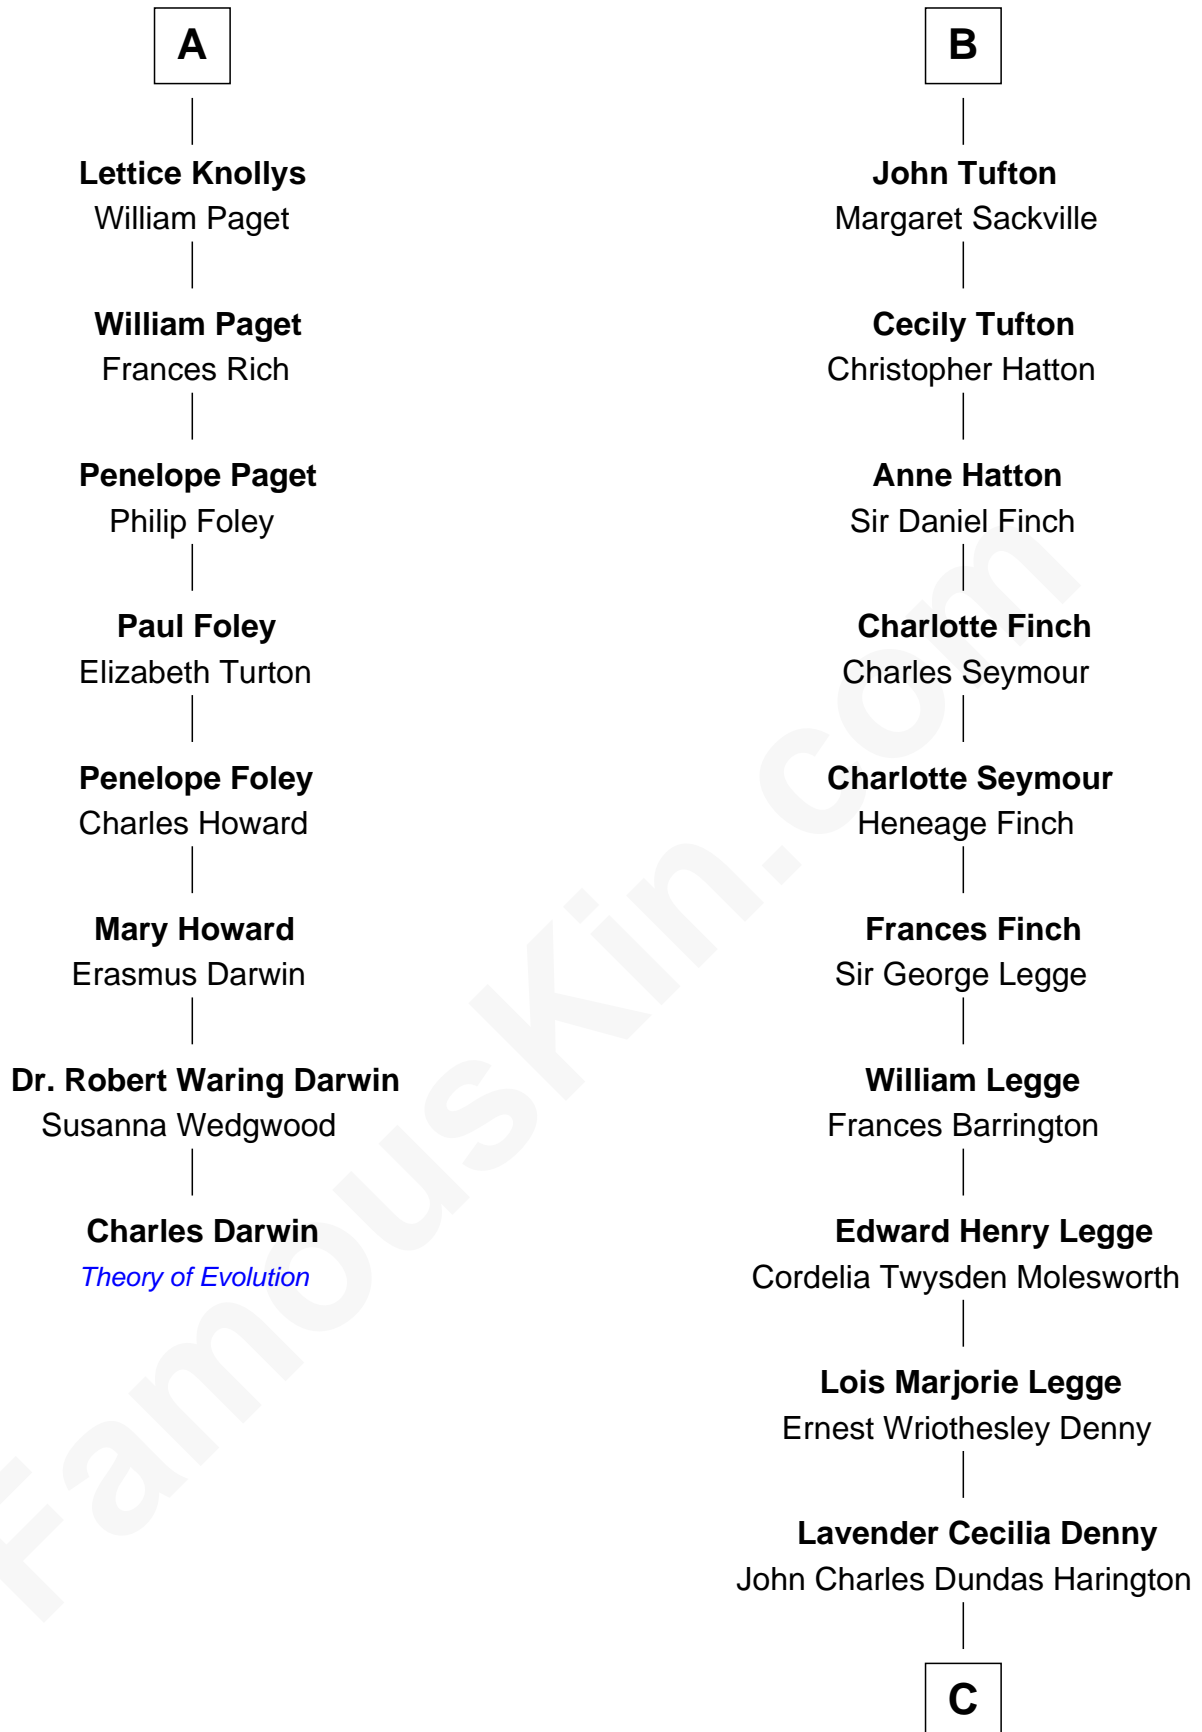 A
Lettice Knollys
William Paget
William Paget
Frances Rich
Penelope Paget
Philip Foley
Paul Foley
Elizabeth Turton
Penelope Foley
Charles Howard
Mary Howard
Erasmus Darwin
Dr. Robert Waring Darwin
Susanna Wedgwood
Charles Darwin
Theory of Evolution
B
John Tufton
Margaret Sackville
Cecily Tufton
Christopher Hatton
Anne Hatton
Sir Daniel Finch
Charlotte Finch
Charles Seymour
Charlotte Seymour
Heneage Finch
Frances Finch
Sir George Legge
William Legge
Frances Barrington
Edward Henry Legge
Cordelia Twysden Molesworth
Lois Marjorie Legge
Ernest Wriothesley Denny
Lavender Cecilia Denny
John Charles Dundas Harington
C
FamousKin.com